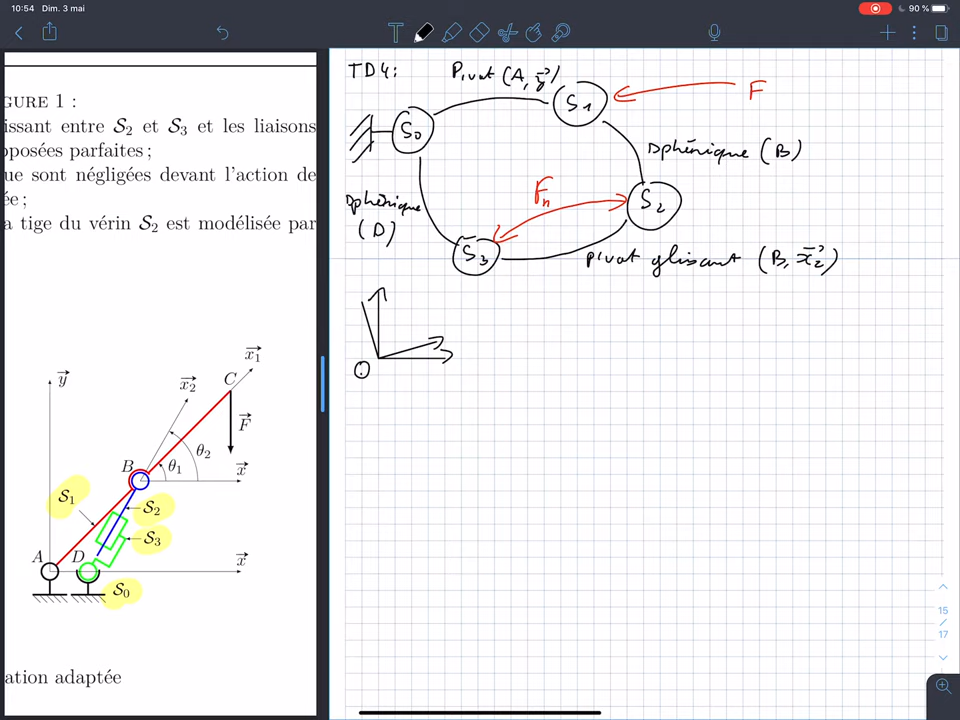 10:54 Dim. 3 mai
90 %
GURE 1 :
issant entre S2 et S3 et les liaisons
pposées parfaites ;
ue sont négligées devant l'action de
ée ;
a tige du vérin S2 est modélisée par
y
x2
x1
C
F
θ2
B
θ1
x
S1
S2
S3
A
D
x
S0
ation adaptée
TD4:
Pivot (A, z)
S1
F
S0
sphérique (B)
sphérique
(D)
Fh
S2
S3
pivot glissant (B, x2)
O
15
/
17